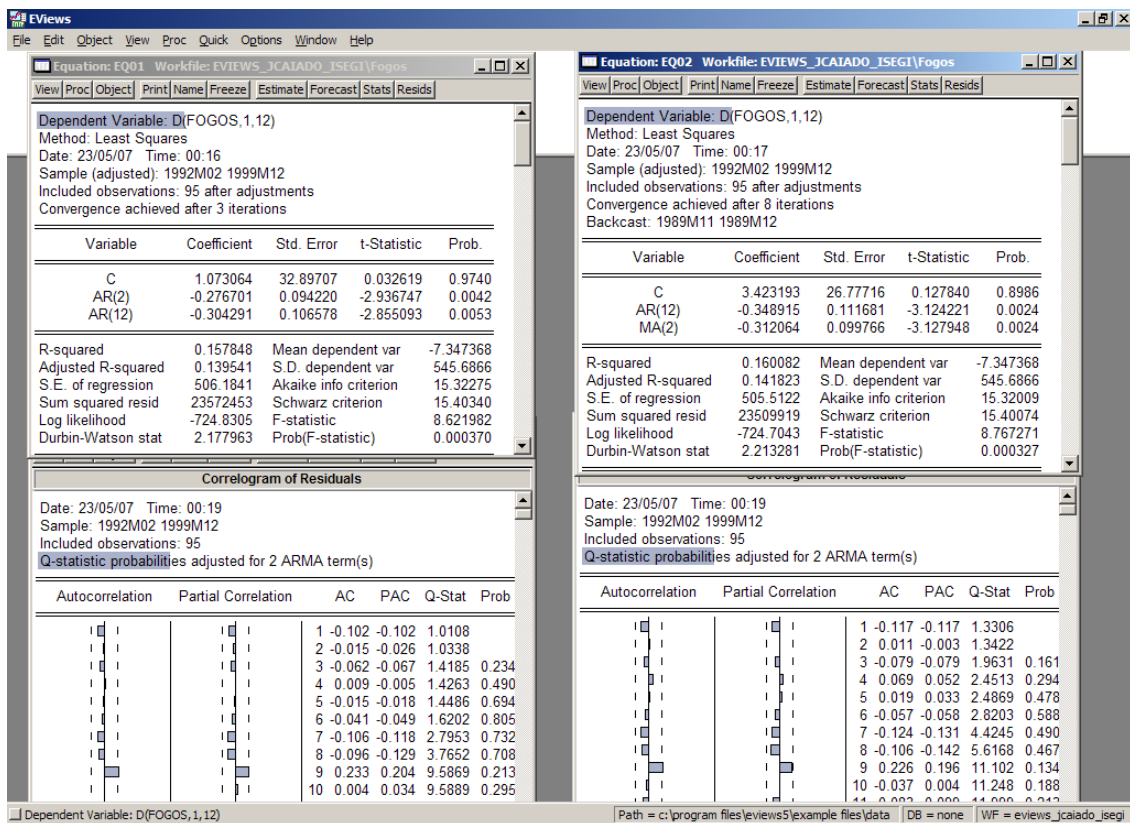 EViews
File Edit Object View Proc Quick Options Window Help
Equation: EQ01 Workfile: EVIEWS_JCAIADO_ISEGI\Fogos
View Proc Object Print Name Freeze Estimate Forecast Stats Resids
Dependent Variable: D(FOGOS,1,12)
Method: Least Squares
Date: 23/05/07 Time: 00:16
Sample (adjusted): 1992M02 1999M12
Included observations: 95 after adjustments
Convergence achieved after 3 iterations
Variable Coefficient Std. Error t-Statistic Prob.
C 1.073064 32.89707 0.032619 0.9740
AR(2) -0.276701 0.094220 -2.936747 0.0042
AR(12) -0.304291 0.106578 -2.855093 0.0053
R-squared 0.157848 Mean dependent var -7.347368
Adjusted R-squared 0.139541 S.D. dependent var 545.6866
S.E. of regression 506.1841 Akaike info criterion 15.32275
Sum squared resid 23572453 Schwarz criterion 15.40340
Log likelihood -724.8305 F-statistic 8.621982
Durbin-Watson stat 2.177963 Prob(F-statistic) 0.000370
Correlogram of Residuals
Date: 23/05/07 Time: 00:19
Sample: 1992M02 1999M12
Included observations: 95
Q-statistic probabilities adjusted for 2 ARMA term(s)
Autocorrelation Partial Correlation AC PAC Q-Stat Prob
1 -0.102 -0.102 1.0108
2 -0.015 -0.026 1.0338
3 -0.062 -0.067 1.4185 0.234
4 0.009 -0.005 1.4263 0.490
5 -0.015 -0.018 1.4486 0.694
6 -0.041 -0.049 1.6202 0.805
7 -0.106 -0.118 2.7953 0.732
8 -0.096 -0.129 3.7652 0.708
9 0.233 0.204 9.5869 0.213
10 0.004 0.034 9.5889 0.295
Equation: EQ02 Workfile: EVIEWS_JCAIADO_ISEGI\Fogos
View Proc Object Print Name Freeze Estimate Forecast Stats Resids
Dependent Variable: D(FOGOS,1,12)
Method: Least Squares
Date: 23/05/07 Time: 00:17
Sample (adjusted): 1992M02 1999M12
Included observations: 95 after adjustments
Convergence achieved after 8 iterations
Backcast: 1989M11 1989M12
Variable Coefficient Std. Error t-Statistic Prob.
C 3.423193 26.77716 0.127840 0.8986
AR(12) -0.348915 0.111681 -3.124221 0.0024
MA(2) -0.312064 0.099766 -3.127948 0.0024
R-squared 0.160082 Mean dependent var -7.347368
Adjusted R-squared 0.141823 S.D. dependent var 545.6866
S.E. of regression 505.5122 Akaike info criterion 15.32009
Sum squared resid 23509919 Schwarz criterion 15.40074
Log likelihood -724.7043 F-statistic 8.767271
Durbin-Watson stat 2.213281 Prob(F-statistic) 0.000327
Correlogram of Residuals
Date: 23/05/07 Time: 00:19
Sample: 1992M02 1999M12
Included observations: 95
Q-statistic probabilities adjusted for 2 ARMA term(s)
Autocorrelation Partial Correlation AC PAC Q-Stat Prob
1 -0.117 -0.117 1.3306
2 0.011 -0.003 1.3422
3 -0.079 -0.079 1.9631 0.161
4 0.069 0.052 2.4513 0.294
5 0.019 0.033 2.4869 0.478
6 -0.057 -0.058 2.8203 0.588
7 -0.124 -0.131 4.4245 0.490
8 -0.106 -0.142 5.6168 0.467
9 0.226 0.196 11.102 0.134
10 -0.037 0.004 11.248 0.188
Dependent Variable: D(FOGOS,1,12) Path = c:\program files\eviews5\example files\data DB = none WF = eviews_jcaiado_isegi